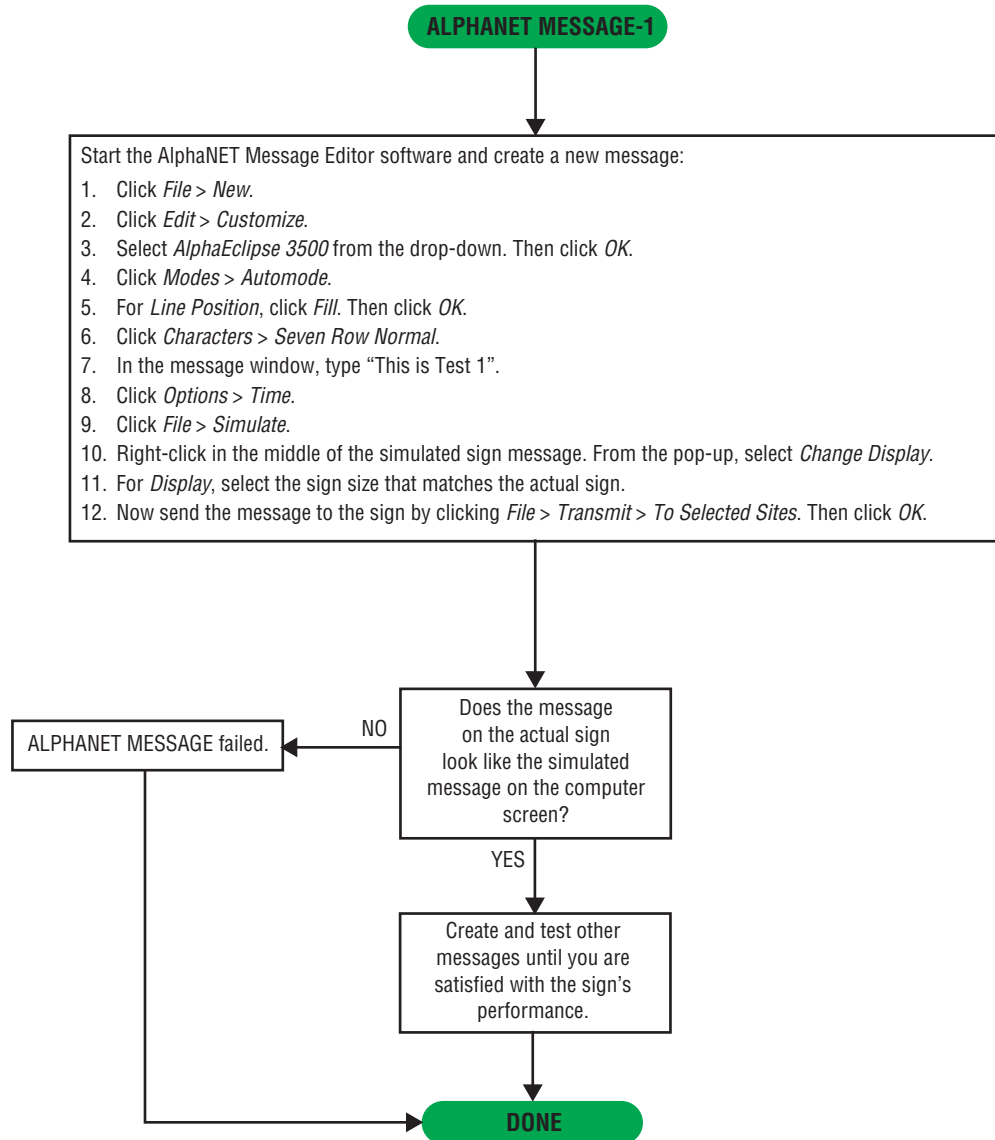 ALPHANET MESSAGE-1
Start the AlphaNET Message Editor software and create a new message:
1. Click File > New.
2. Click Edit > Customize.
3. Select AlphaEclipse 3500 from the drop-down. Then click OK.
4. Click Modes > Automode.
5. For Line Position, click Fill. Then click OK.
6. Click Characters > Seven Row Normal.
7. In the message window, type “This is Test 1”.
8. Click Options > Time.
9. Click File > Simulate.
10. Right-click in the middle of the simulated sign message. From the pop-up, select Change Display.
11. For Display, select the sign size that matches the actual sign.
12. Now send the message to the sign by clicking File > Transmit > To Selected Sites. Then click OK.
Does the message
on the actual sign
look like the simulated
message on the computer
screen?
NO
ALPHANET MESSAGE failed.
YES
Create and test other
messages until you are
satisfied with the sign’s
performance.
DONE